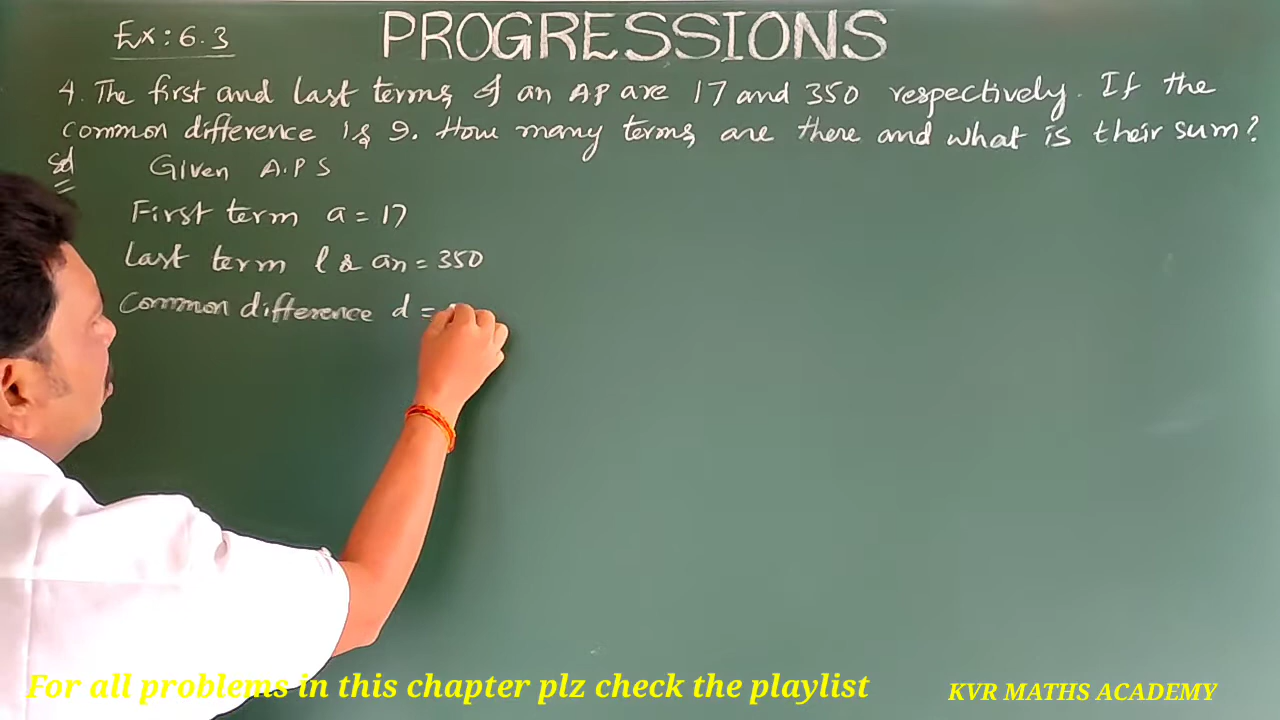 Ex: 6.3
PROGRESSIONS
4. The first and last terms of an AP are 17 and 350 respectively. If the
common difference is 9. How many terms are there and what is their sum?
Sol
Given A.P S
First term a = 17
Last term l & an = 350
Common difference d =
For all problems in this chapter plz check the playlist
KVR MATHS ACADEMY